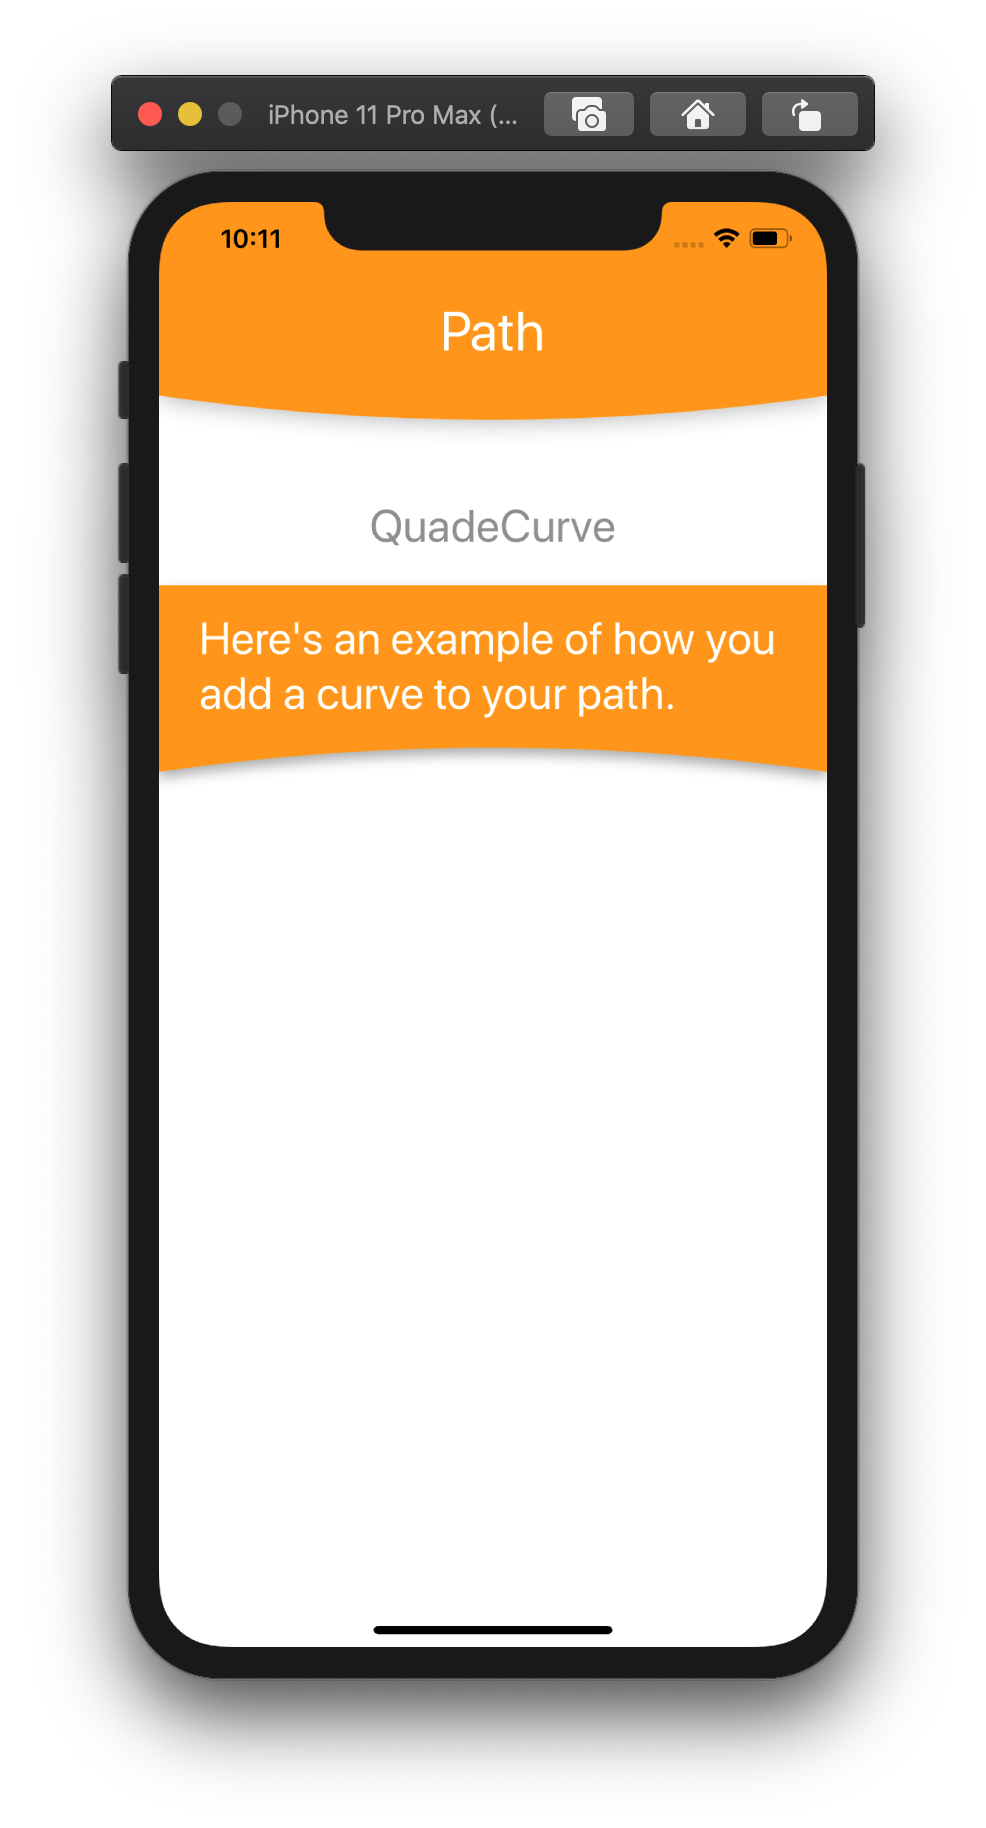 iPhone 11 Pro Max (...
10:11
Path
QuadeCurve
Here's an example of how you
add a curve to your path.